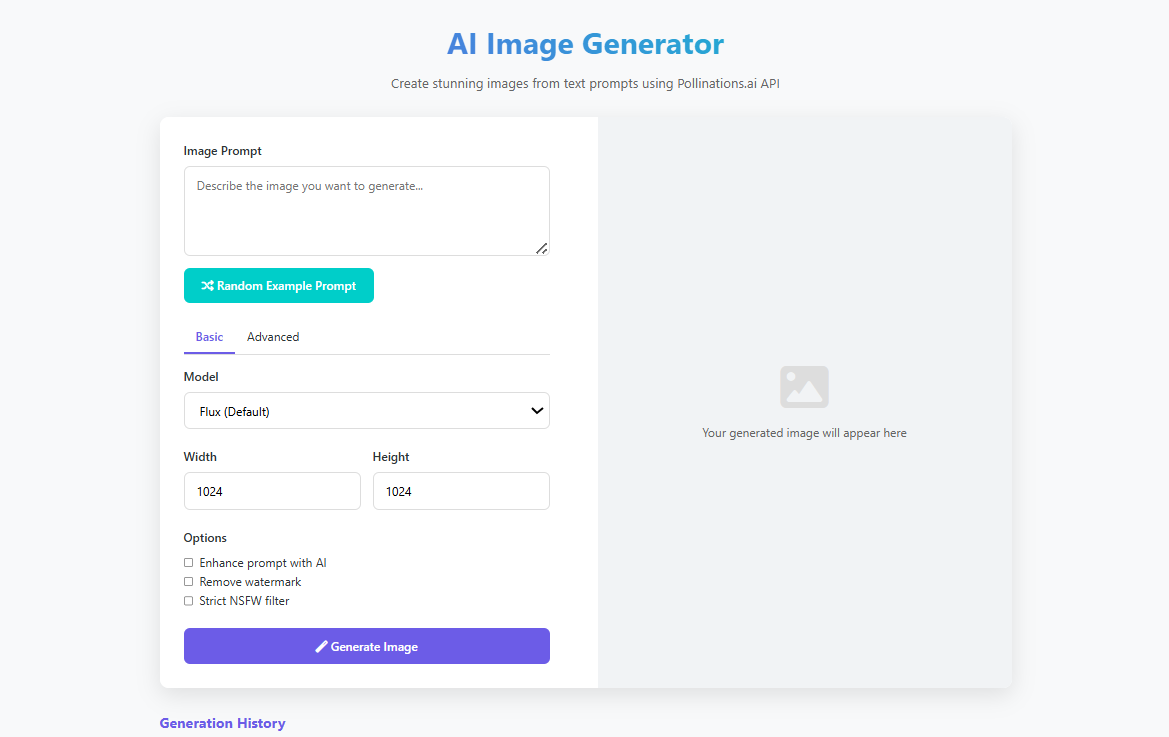 AI Image Generator
Create stunning images from text prompts using Pollinations.ai API
Image Prompt
Describe the image you want to generate...
Random Example Prompt
Basic Advanced
Model
Flux (Default)
Width Height
1024 1024
Options
Enhance prompt with AI
Remove watermark
Strict NSFW filter
Generate Image
Your generated image will appear here
Generation History